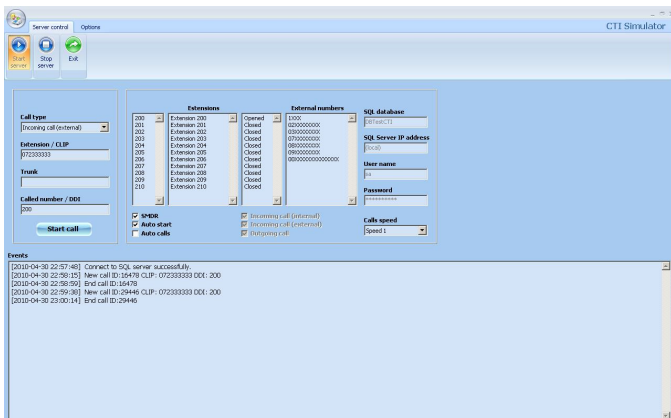 Server control Options
CTI Simulator
Start server
Stop server
Exit
Call type
Incoming call (external)
Extension / CLIP
072333333
Trunk
Called number / DDI
200
Start call
Extensions
External numbers
200 Extension 200 Opened
201 Extension 201 Closed
202 Extension 202 Closed
203 Extension 203 Closed
204 Extension 204 Closed
205 Extension 205 Closed
206 Extension 206 Closed
207 Extension 207 Closed
208 Extension 208 Closed
209 Extension 209 Closed
210 Extension 210 Closed
1XXX
02XXXXXXX
03XXXXXXX
07XXXXXXXX
08XXXXXXX
09XXXXXXX
SQL database
DBTestCTI
SQL Server IP address
(local)
User name
sa
Password
**********
Calls speed
Speed 1
SMDR
Auto start
Auto calls
Incoming call (internal)
Incoming call (external)
Outgoing call
Events
[2010-04-30 22:57:48] Connect to SQL server successfully.
[2010-04-30 22:58:15] New call ID:16478 CLIP: 072333333 DDI: 200
[2010-04-30 22:58:59] End call ID:16478
[2010-04-30 22:59:38] New call ID:29446 CLIP: 072333333 DDI: 200
[2010-04-30 23:00:14] End call ID:29446